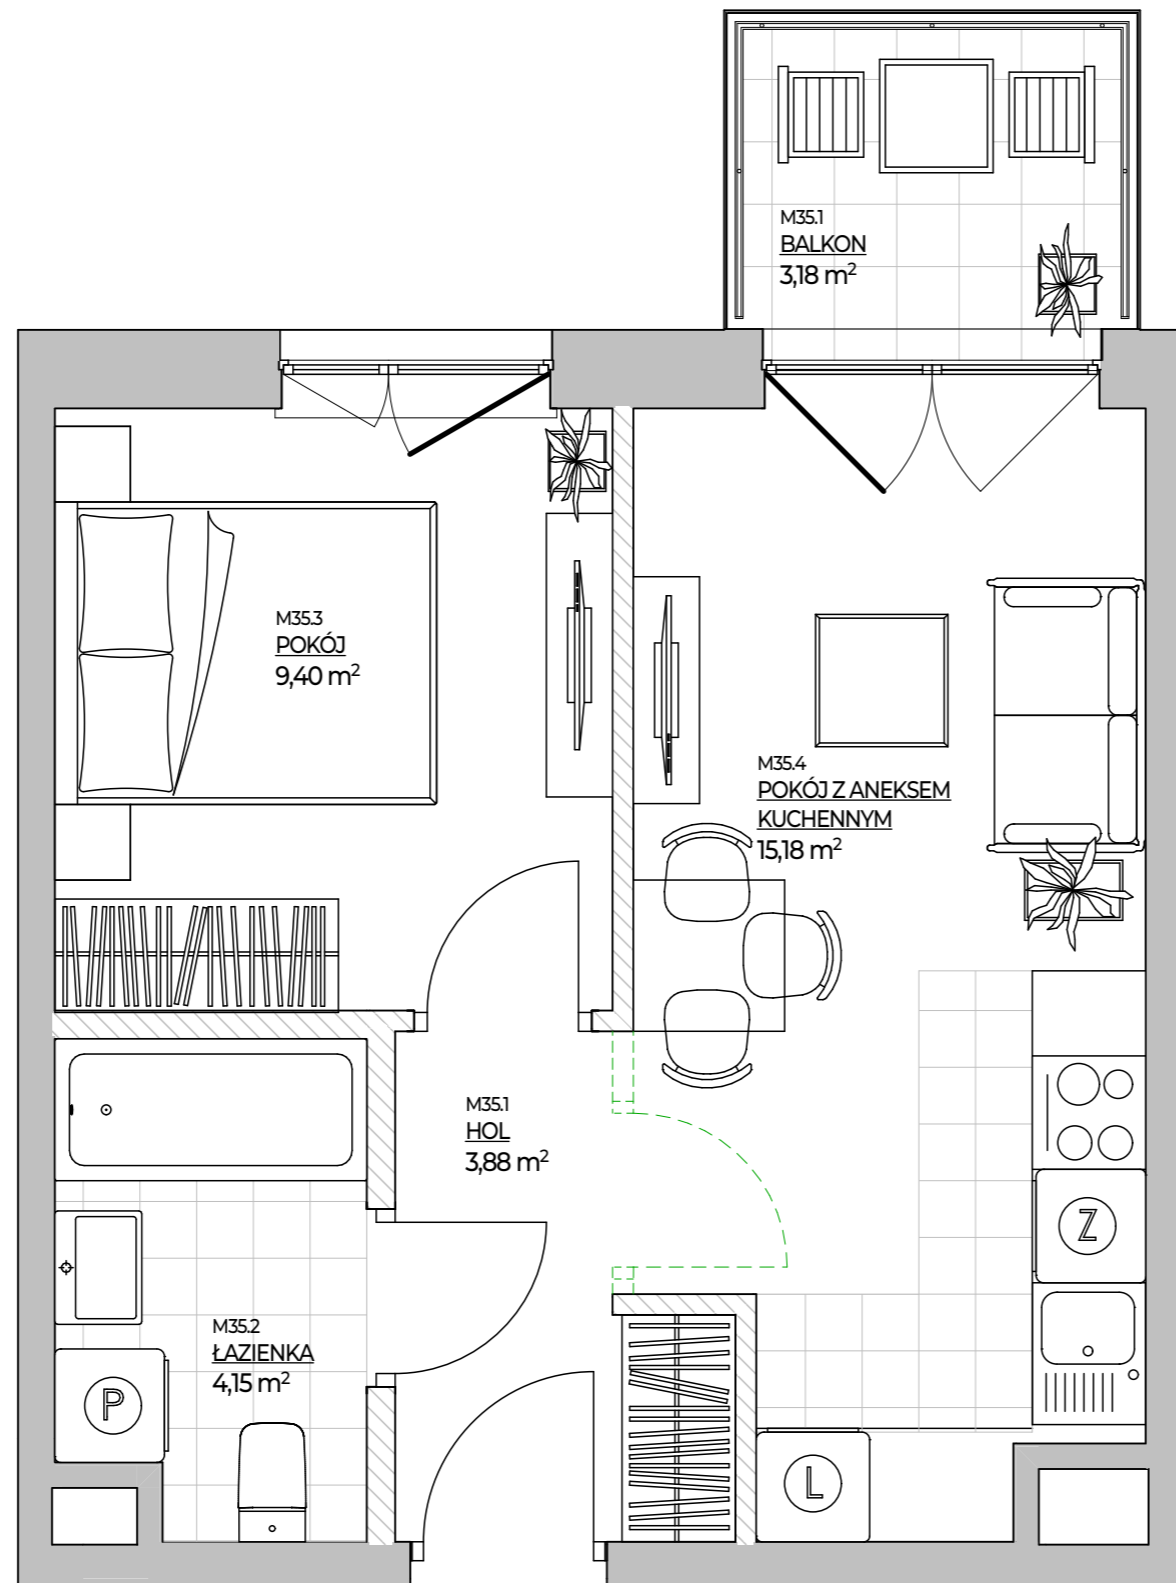 M35.1
BALKON
3,18 m²
M35.3
POKÓJ
9,40 m²
M35.4
POKÓJ Z ANEKSEM
KUCHENNYM
15,18 m²
M35.1
HOL
3,88 m²
Z
M35.2
ŁAZIENKA
4,15 m²
P
L